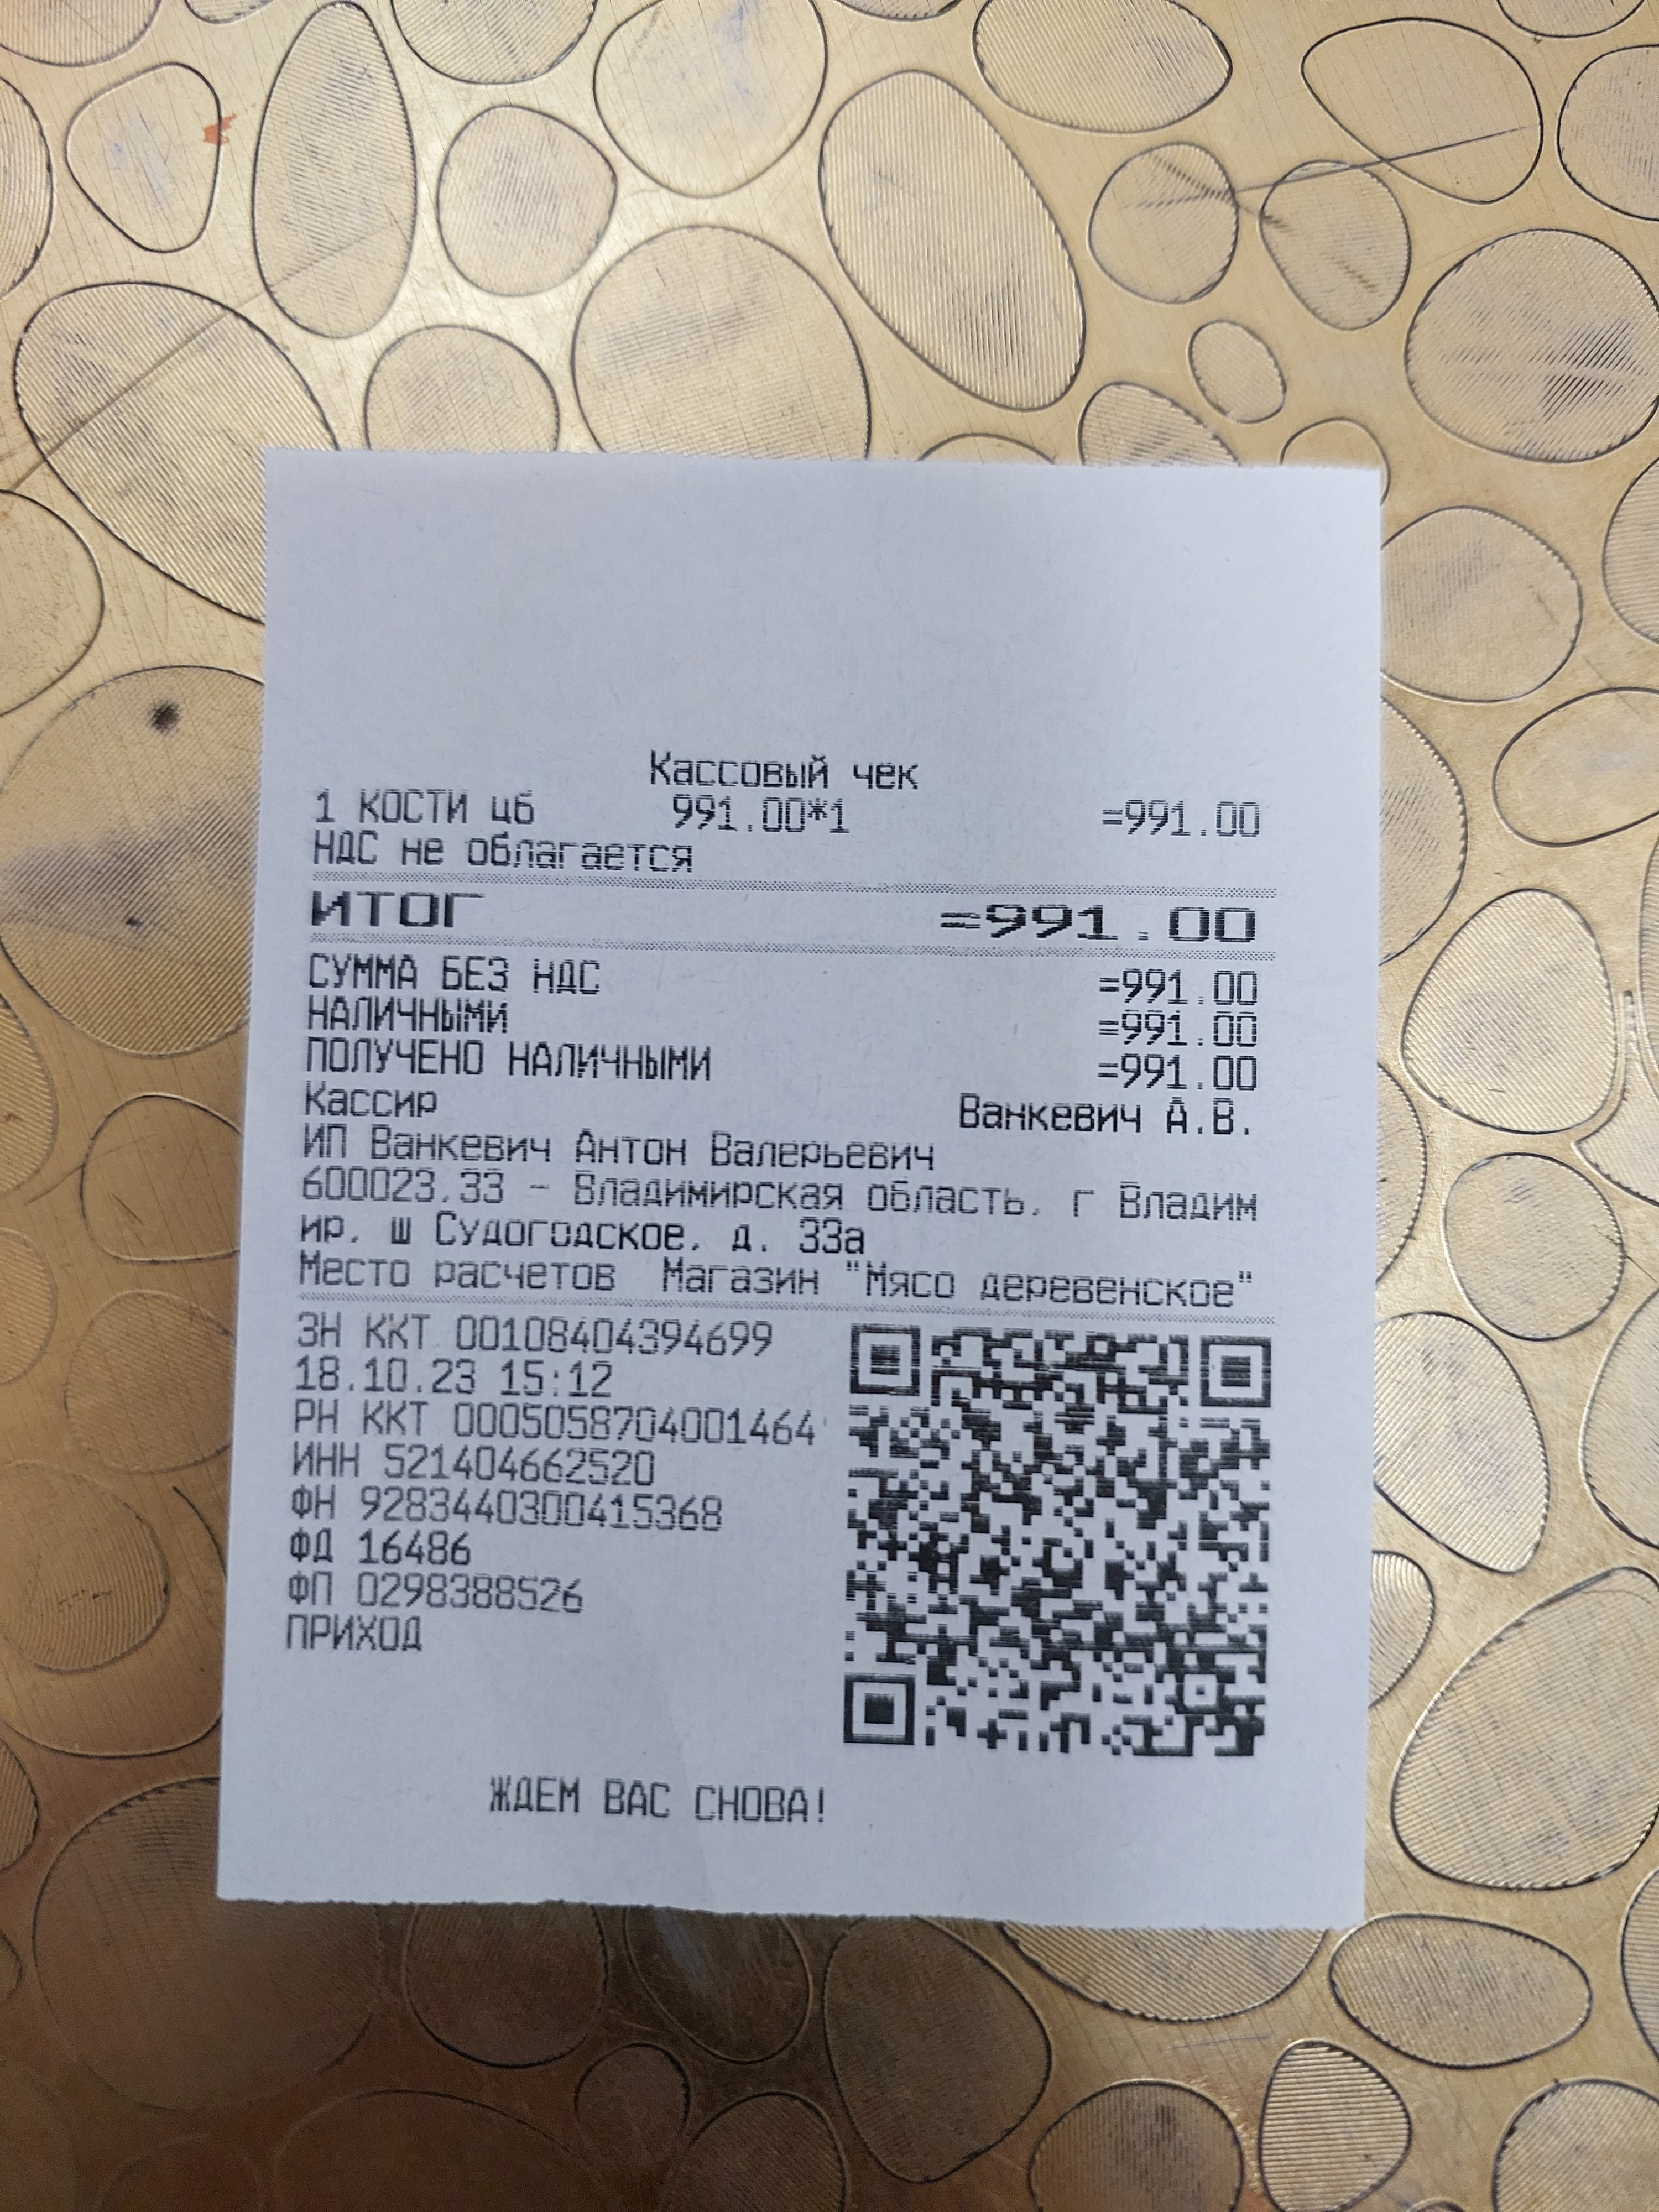 Кассовый чек
1 КОСТИ цб 991.00*1 =991.00
НДС не облагается
ИТОГ =991.00
СУММА БЕЗ НДС =991.00
НАЛИЧНЫМИ =991.00
ПОЛУЧЕНО НАЛИЧНЫМИ =991.00
Кассир Ванкевич А.В.
ИП Ванкевич Антон Валерьевич
600023,33 - Владимирская область, г Владим
ир, ш Судогодское, д. 33а
Место расчетов Магазин "Мясо деревенское"
ЗН ККТ 00108404394699
18.10.23 15:12
РН ККТ 0005058704001464
ИНН 521404662520
ФН 9283440300415368
ФД 16486
ФП 0298388526
ПРИХОД
ЖДЕМ ВАС СНОВА!